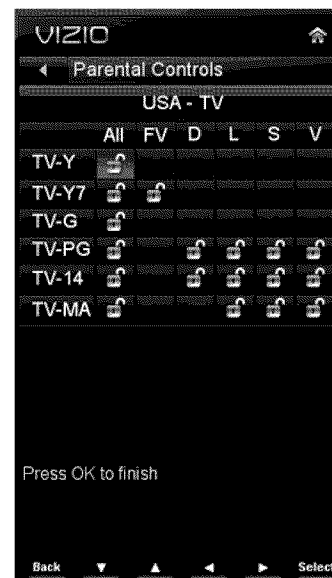 VIZIO
Parental Controls
USA - TV
All FV D L S V
TV-Y
TV-Y7
TV-G
TV-PG
TV-14
TV-MA
Press OK to finish
Back Select